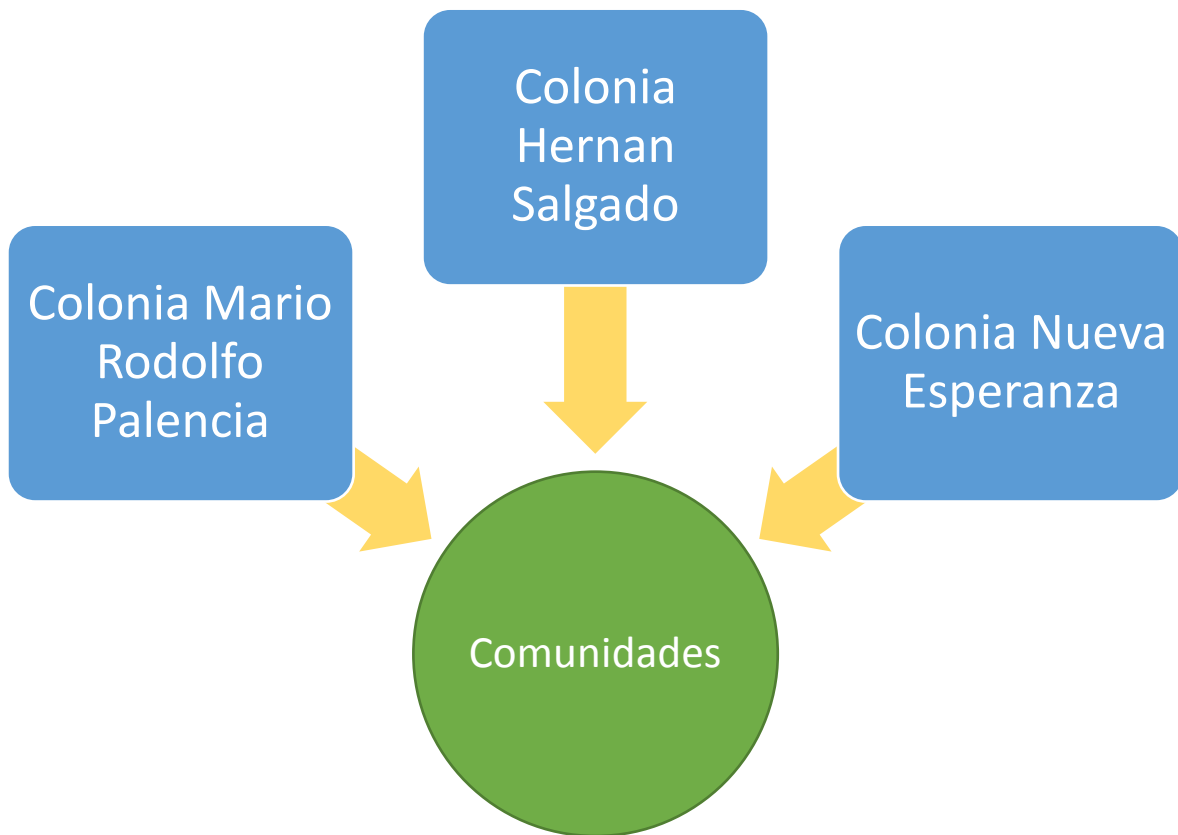 Colonia
Hernan
Salgado
Colonia Mario
Rodolfo
Palencia
Colonia Nueva
Esperanza
Comunidades